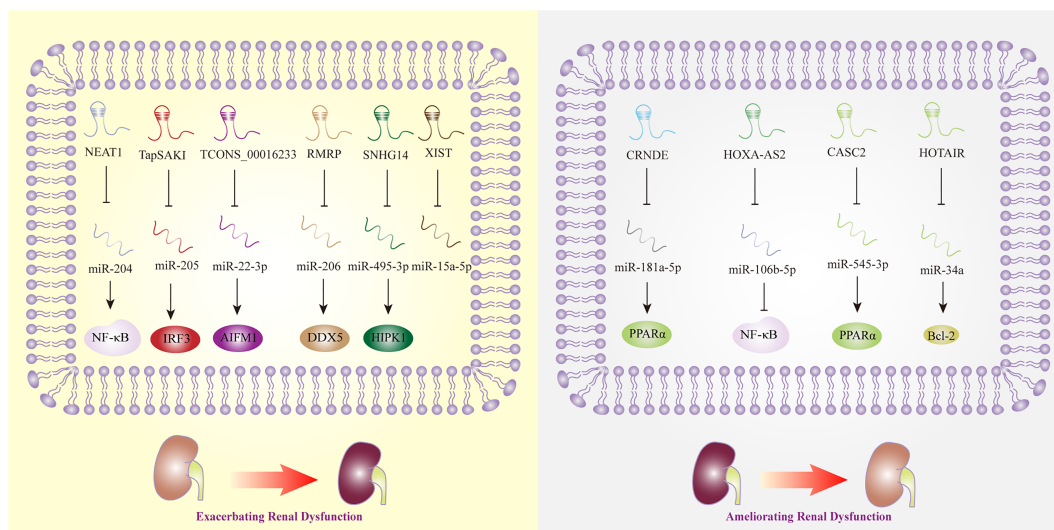 NEAT1
TapSAKI
TCONS_00016233
RMRP
SNHG14
XIST
miR-204
miR-205
miR-22-3p
miR-206
miR-495-3p
miR-15a-5p
NF-κB
IRF3
AIFM1
DDX5
HIPK1
Exacerbating Renal Dysfunction
CRNDE
HOXA-AS2
CASC2
HOTAIR
miR-181a-5p
miR-106b-5p
miR-545-3p
miR-34a
PPARα
NF-κB
PPARα
Bcl-2
Ameliorating Renal Dysfunction